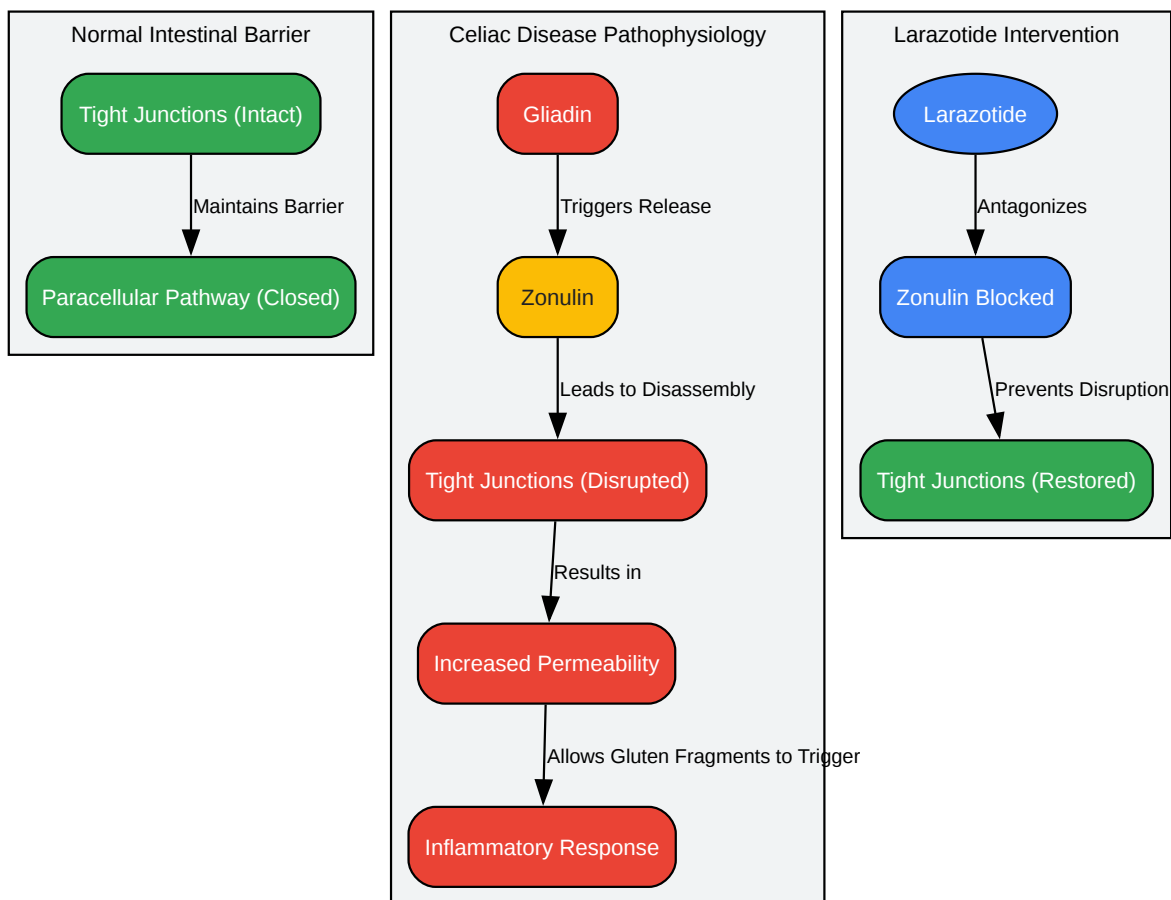 Normal Intestinal Barrier
Tight Junctions (Intact)
Maintains Barrier
Paracellular Pathway (Closed)
Celiac Disease Pathophysiology
Gliadin
Triggers Release
Zonulin
Leads to Disassembly
Tight Junctions (Disrupted)
Results in
Increased Permeability
Allows Gluten Fragments to Trigger
Inflammatory Response
Larazotide Intervention
Larazotide
Antagonizes
Zonulin Blocked
Prevents Disruption
Tight Junctions (Restored)